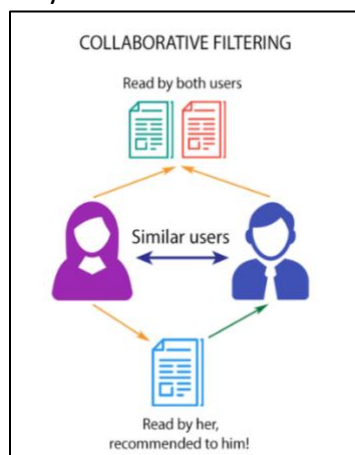 COLLABORATIVE FILTERING
Read by both users
Similar users
Read by her,
recommended to him!